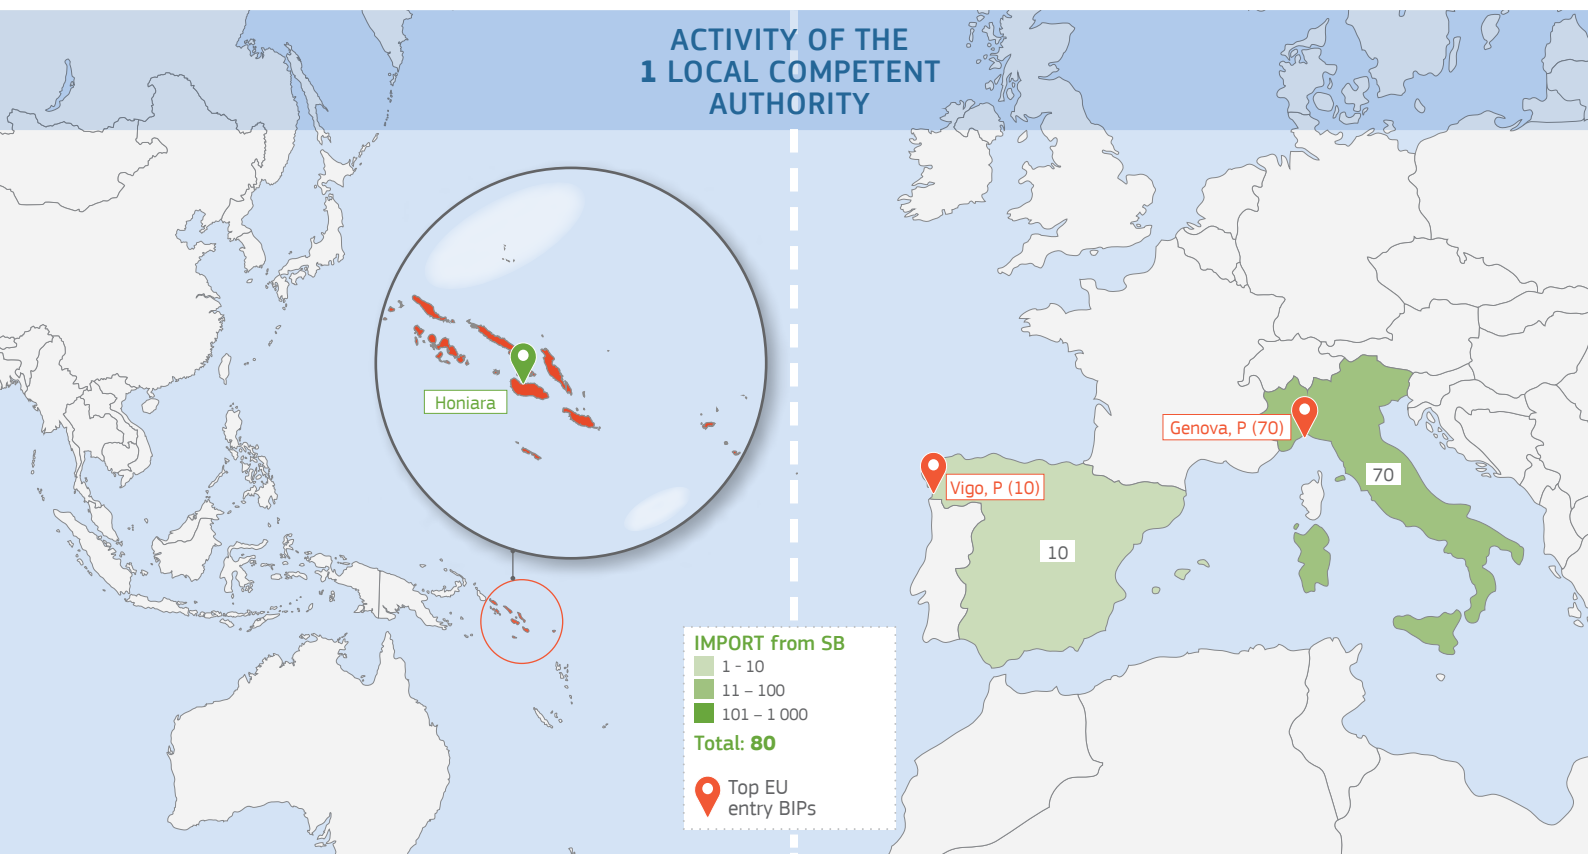 ACTIVITY OF THE
1 LOCAL COMPETENT
AUTHORITY
Honiara
Genova, P (70)
70
Vigo, P (10)
10
IMPORT from SB
1 - 10
11 – 100
101 – 1 000
Total: 80
Top EU
entry BIPs